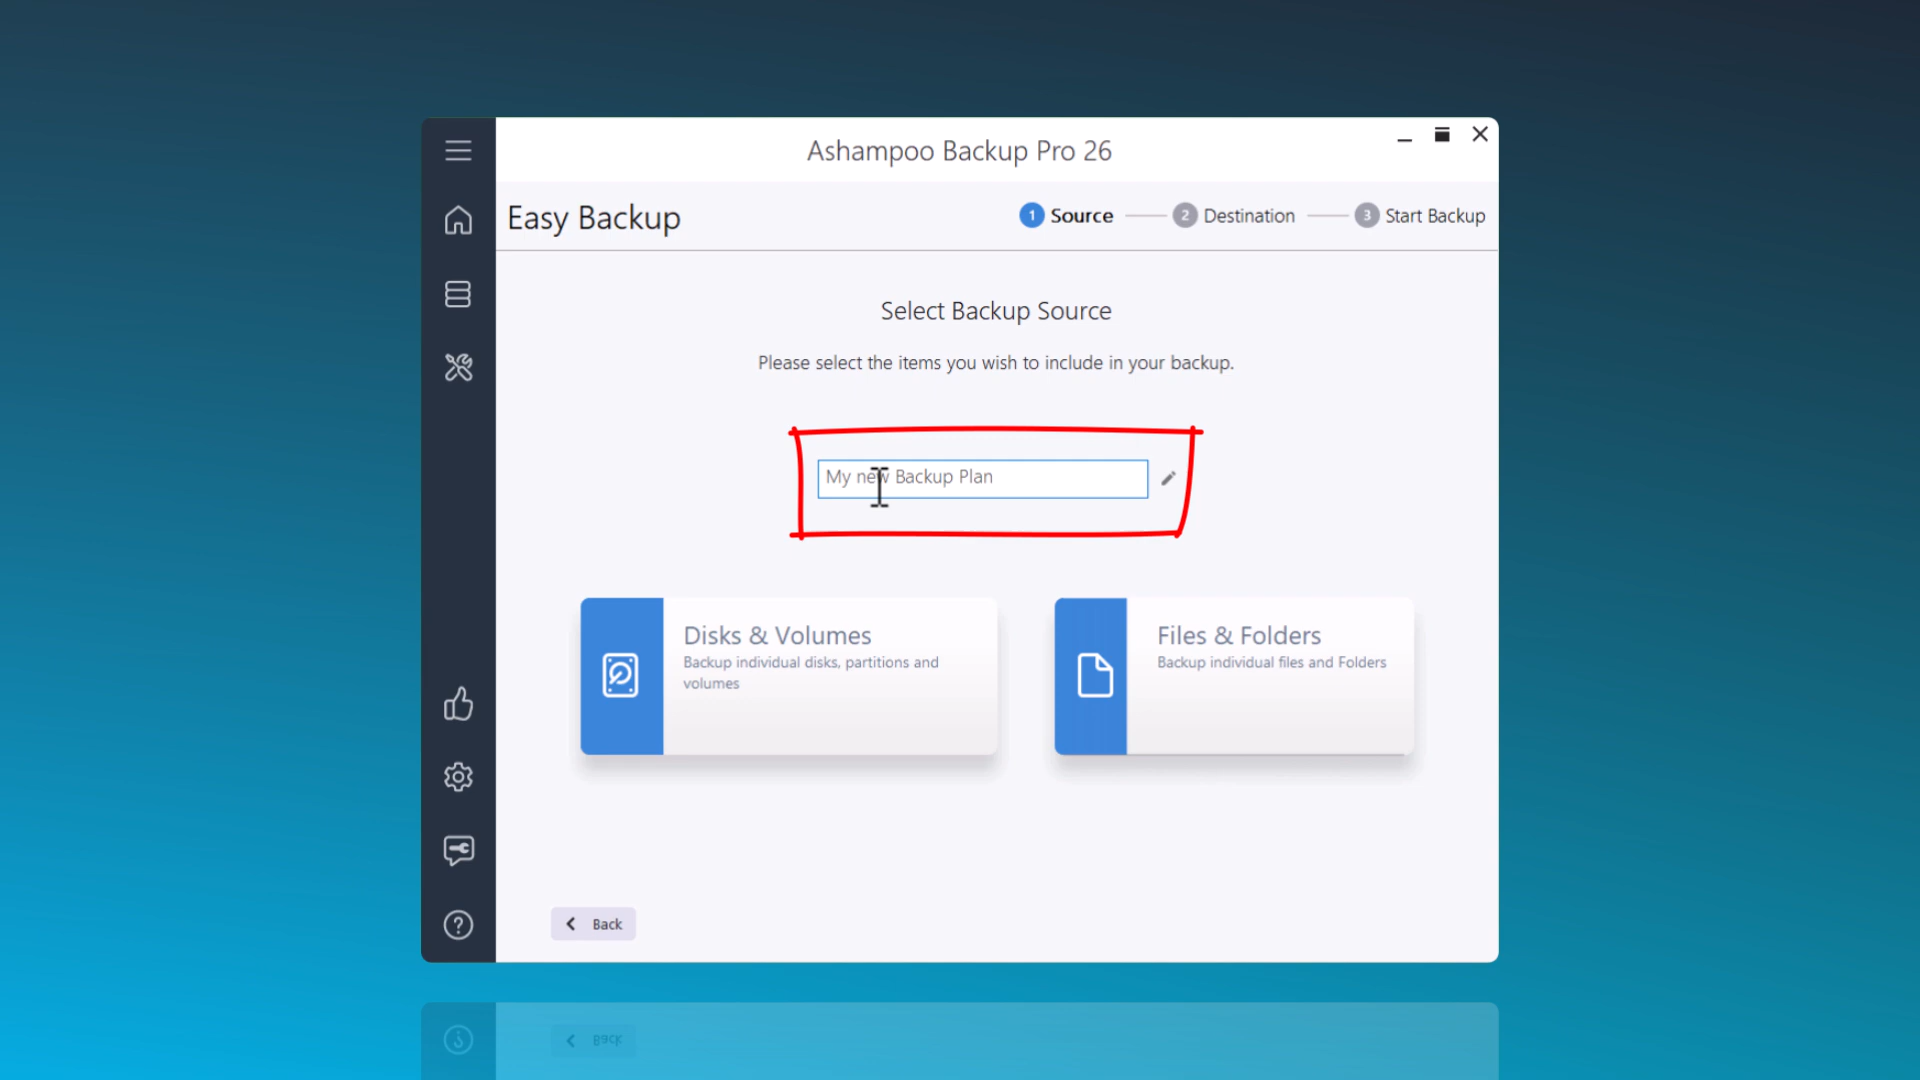 Ashampoo Backup Pro 26
Easy Backup
1 Source
2 Destination
3 Start Backup
Select Backup Source
Please select the items you wish to include in your backup.
My new Backup Plan
Disks & Volumes
Backup individual disks, partitions and
volumes
Files & Folders
Backup individual files and Folders
Back
Back